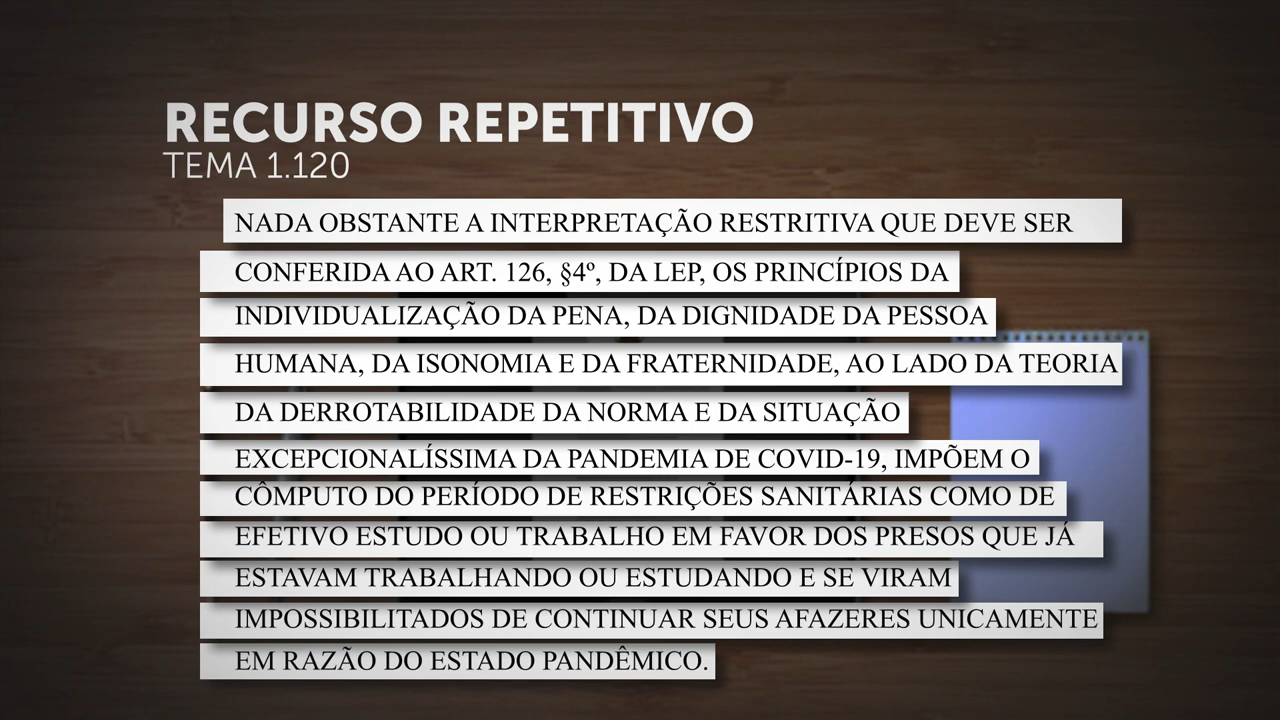 RECURSO REPETITIVO
TEMA 1.120
NADA OBSTANTE A INTERPRETAÇÃO RESTRITIVA QUE DEVE SER
CONFERIDA AO ART. 126, §4º, DA LEP, OS PRINCÍPIOS DA
INDIVIDUALIZAÇÃO DA PENA, DA DIGNIDADE DA PESSOA
HUMANA, DA ISONOMIA E DA FRATERNIDADE, AO LADO DA TEORIA
DA DERROTABILIDADE DA NORMA E DA SITUAÇÃO
EXCEPCIONALÍSSIMA DA PANDEMIA DE COVID-19, IMPÕEM O
CÔMPUTO DO PERÍODO DE RESTRIÇÕES SANITÁRIAS COMO DE
EFETIVO ESTUDO OU TRABALHO EM FAVOR DOS PRESOS QUE JÁ
ESTAVAM TRABALHANDO OU ESTUDANDO E SE VIRAM
IMPOSSIBILITADOS DE CONTINUAR SEUS AFAZERES UNICAMENTE
EM RAZÃO DO ESTADO PANDÊMICO.